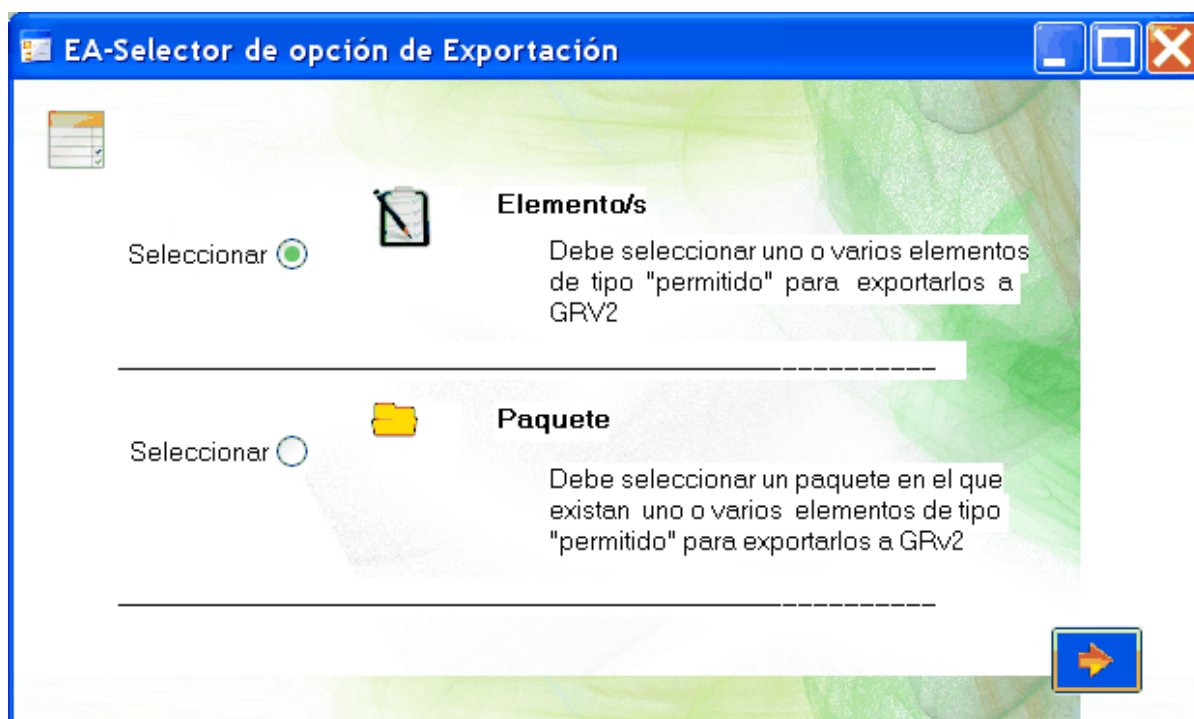 EA-Selector de opción de Exportación
Elemento/s
Seleccionar
Debe seleccionar uno o varios elementos
de tipo "permitido" para exportarlos a
GRV2
Paquete
Seleccionar
Debe seleccionar un paquete en el que
existan uno o varios elementos de tipo
"permitido" para exportarlos a GRv2